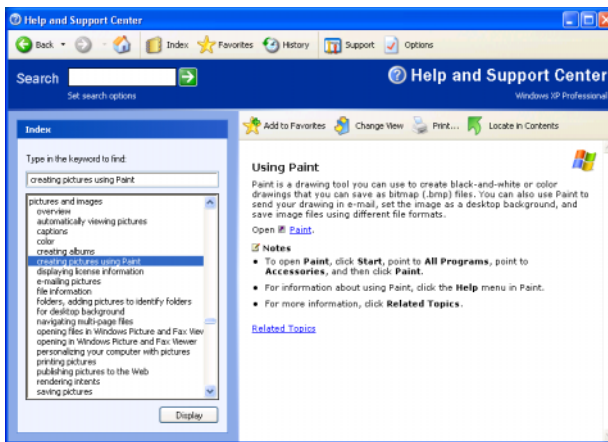 Help and Support Center
Back Index Favorites History Support Options
Search
Set search options
Help and Support Center
Windows XP Professional
Index
Type in the keyword to find:
creating pictures using Paint
pictures and images
overview
automatically viewing pictures
captions
color
creating albums
creating pictures using Paint
displaying license information
e-mailing pictures
file information
folders, adding pictures to identify folders
for desktop background
navigating multi-page files
opening files in Windows Picture and Fax View
opening in Windows Picture and Fax Viewer
personalizing your computer with pictures
printing pictures
publishing pictures to the Web
rendering intents
saving pictures
Display
Add to Favorites Change View Print... Locate in Contents
Using Paint
Paint is a drawing tool you can use to create black-and-white or color
drawings that you can save as bitmap (.bmp) files. You can also use Paint to
send your drawing in e-mail, set the image as a desktop background, and
save image files using different file formats.
Open Paint.
Notes
• To open Paint, click Start, point to All Programs, point to
Accessories, and then click Paint.
• For information about using Paint, click the Help menu in Paint.
• For more information, click Related Topics.
Related Topics